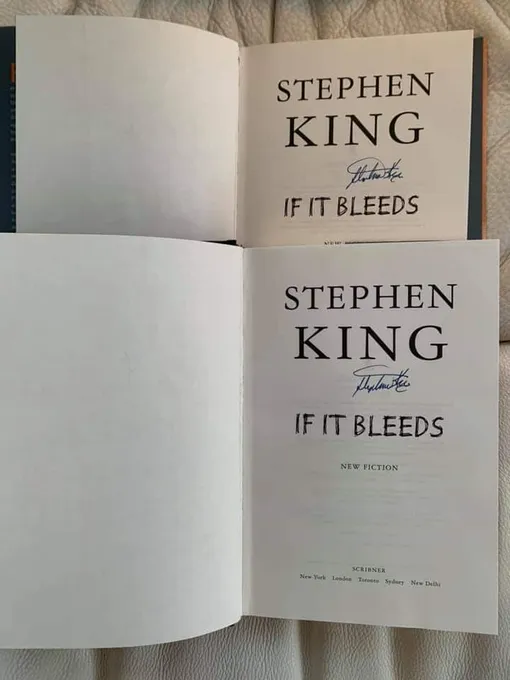 STEPHEN
KING
IF IT BLEEDS
NEW
STEPHEN
KING
IF IT BLEEDS
NEW FICTION
SCRIBNER
New York London Toronto Sydney New Delhi